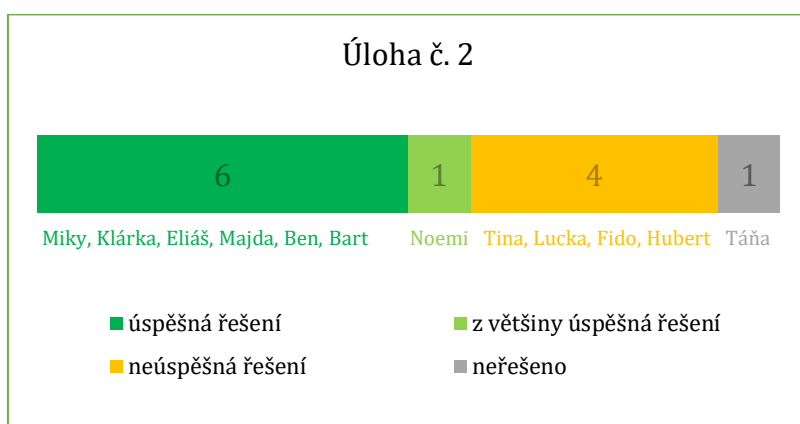 Úloha č. 2
6 1 4 1
Miky, Klárka, Eliáš, Majda, Ben, Bart Noemi Tina, Lucka, Fido, Hubert Táňa
úspěšná řešení z většiny úspěšná řešení
neúspěšná řešení neřešeno